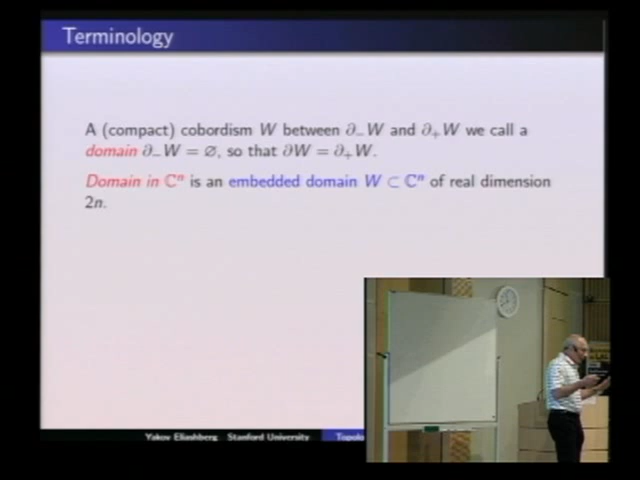 Terminology
A (compact) cobordism W between ∂₋W and ∂₊W we call a
domain ∂₋W = ∅, so that ∂W = ∂₊W.
Domain in ℂⁿ is an embedded domain W ⊂ ℂⁿ of real dimension
2n.
Yakov Eliashberg Stanford University